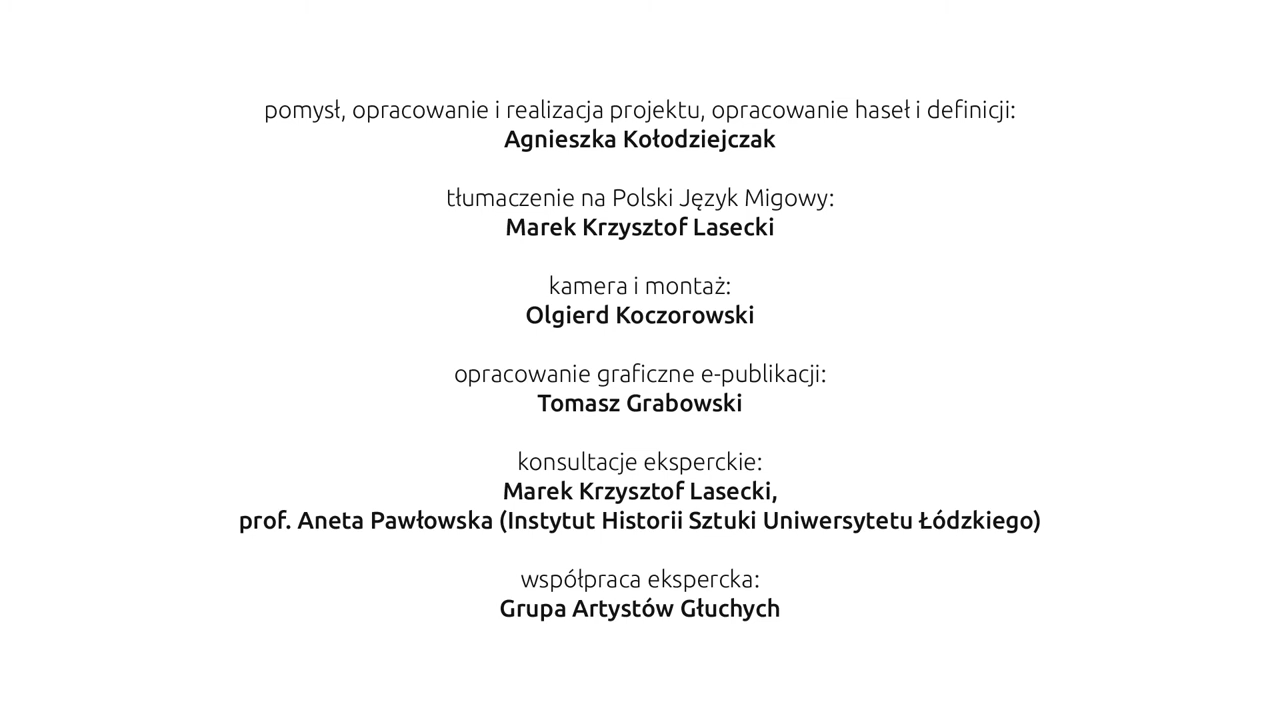 pomysł, opracowanie i realizacja projektu, opracowanie haseł i definicji:
Agnieszka Kołodziejczak
tłumaczenie na Polski Język Migowy:
Marek Krzysztof Lasecki
kamera i montaż:
Olgierd Koczorowski
opracowanie graficzne e-publikacji:
Tomasz Grabowski
konsultacje eksperckie:
Marek Krzysztof Lasecki,
prof. Aneta Pawłowska (Instytut Historii Sztuki Uniwersytetu Łódzkiego)
współpraca ekspercka:
Grupa Artystów Głuchych